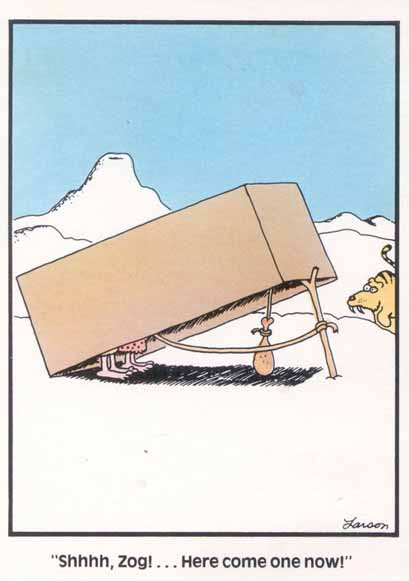 Larson
"Shhhh, Zog! . . . Here come one now!"